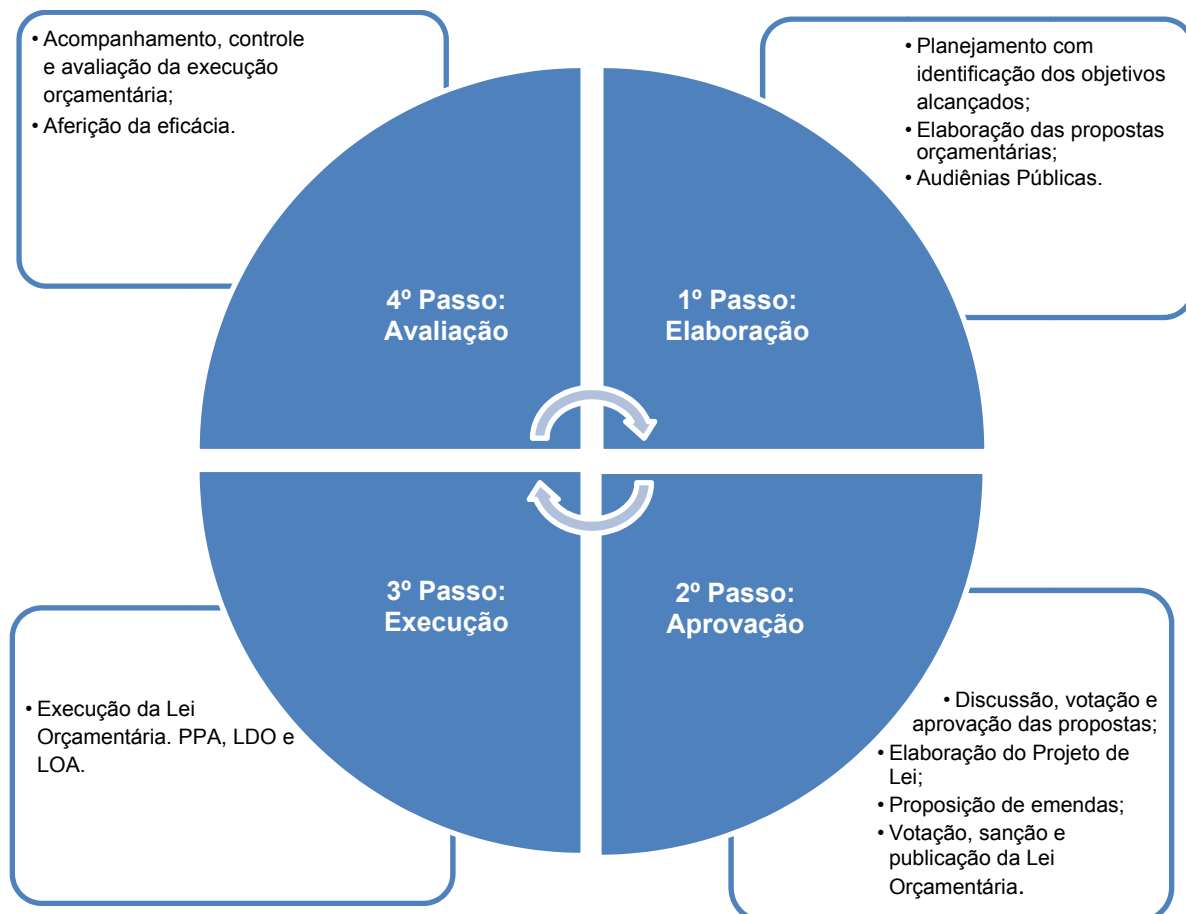 • Acompanhamento, controle
e avaliação da execução
orçamentária;
• Aferição da eficácia.
• Planejamento com
identificação dos objetivos
alcançados;
• Elaboração das propostas
orçamentárias;
• Audiênias Públicas.
4º Passo:
Avaliação
1º Passo:
Elaboração
3º Passo:
Execução
2º Passo:
Aprovação
• Execução da Lei
Orçamentária. PPA, LDO e
LOA.
• Discussão, votação e
aprovação das propostas;
• Elaboração do Projeto de
Lei;
• Proposição de emendas;
• Votação, sanção e
publicação da Lei
Orçamentária.